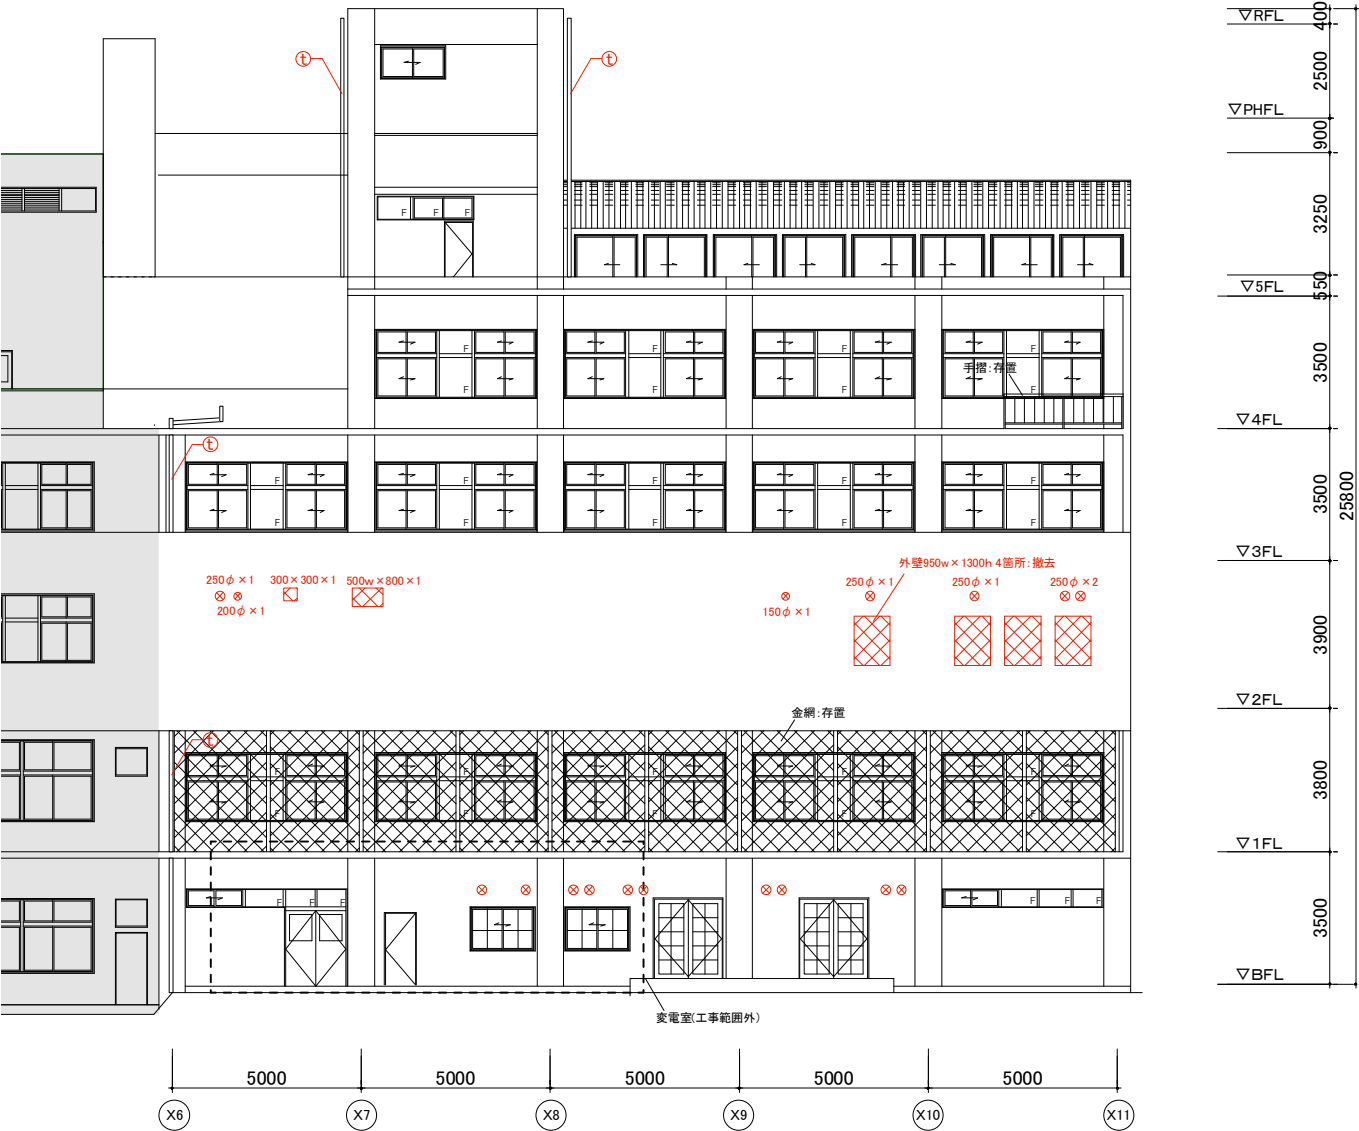 400
▽RFL
ⓣ
ⓣ
2500
▽PHFL
900
F
F
F
3250
▽5FL
550
F
F
F
F
F
F
F
F
手摺:存置
3500
▽4FL
ⓣ
F
F
F
F
F
F
F
F
F
F
3500
25800
▽3FL
外壁950w×1300h 4箇所:撤去
250φ×1
300×300×1
500w×800×1
250φ×1
250φ×1
250φ×2
200φ×1
150φ×1
3900
▽2FL
金網:存置
ⓣ
F
F
F
F
F
F
F
F
F
F
3800
▽1FL
F
F
F
F
F
F
3500
▽BFL
変電室(工事範囲外)
5000
5000
5000
5000
5000
X6
X7
X8
X9
X10
X11